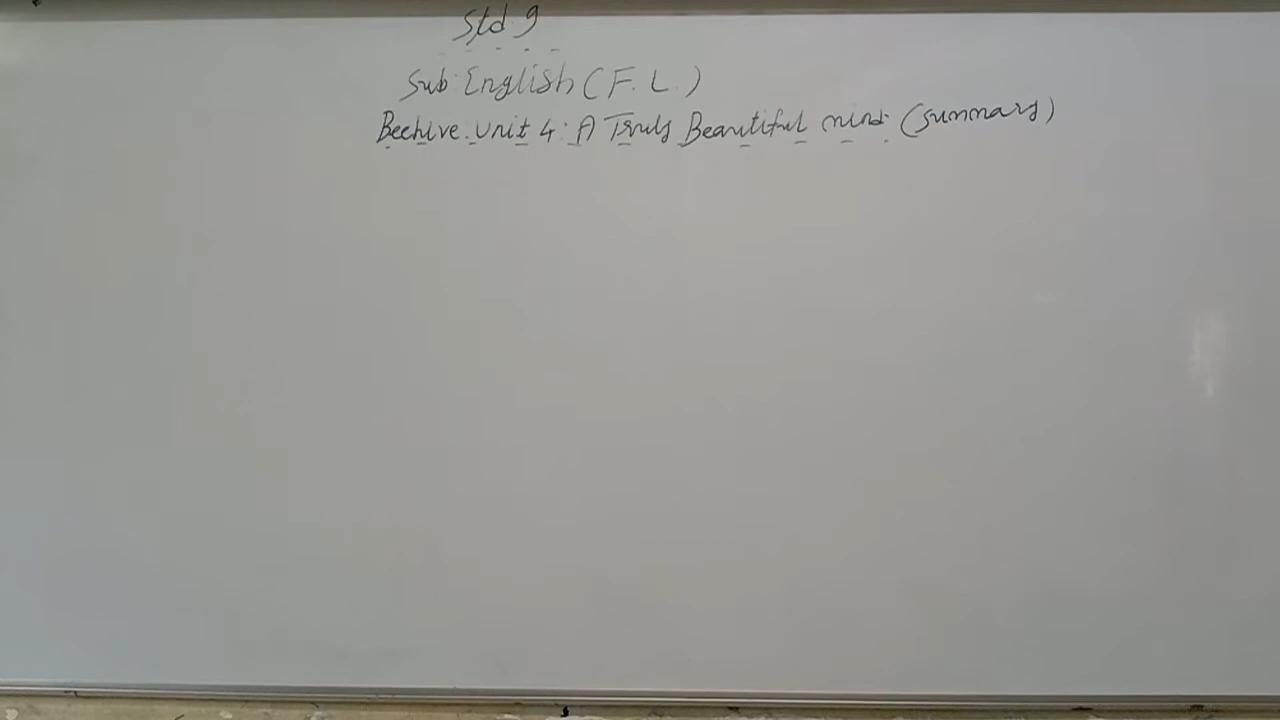 Std 9
Sub: English (F. L.)
Beehive. Unit 4: A Truly Beautiful mind. (Summary)